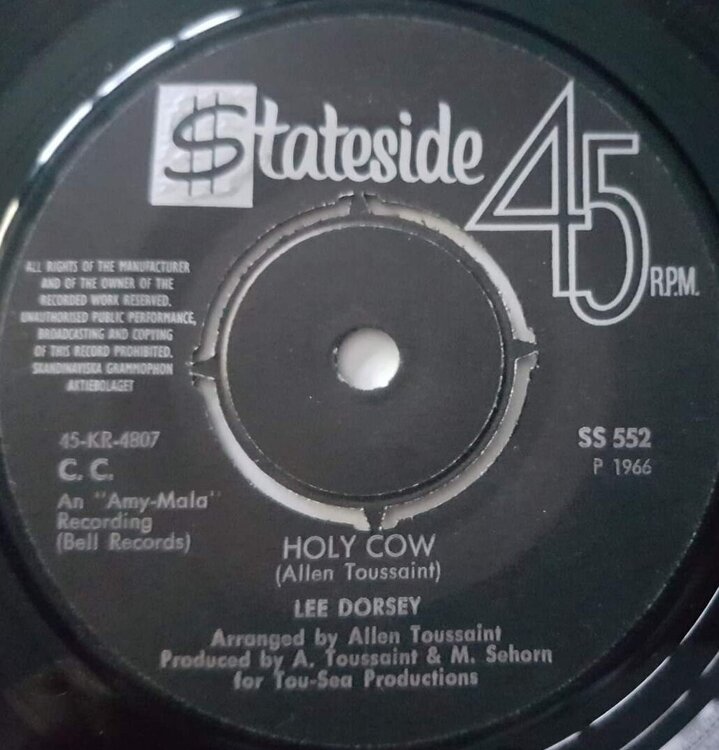 $tateside
45
R.P.M.
ALL RIGHTS OF THE MANUFACTURER
AND OF THE OWNER OF THE
RECORDED WORK RESERVED.
UNAUTHORISED PUBLIC PERFORMANCE,
BROADCASTING AND COPYING
OF THIS RECORD PROHIBITED.
SKANDINAVISKA GRAMMOPHON
AKTIEBOLAGET
45-KR-4807
C. C.
An "Amy-Mala"
Recording
(Bell Records)
SS 552
P 1966
HOLY COW
(Allen Toussaint)
LEE DORSEY
Arranged by Allen Toussaint
Produced by A. Toussaint & M. Sehorn
for Tou-Sea Productions